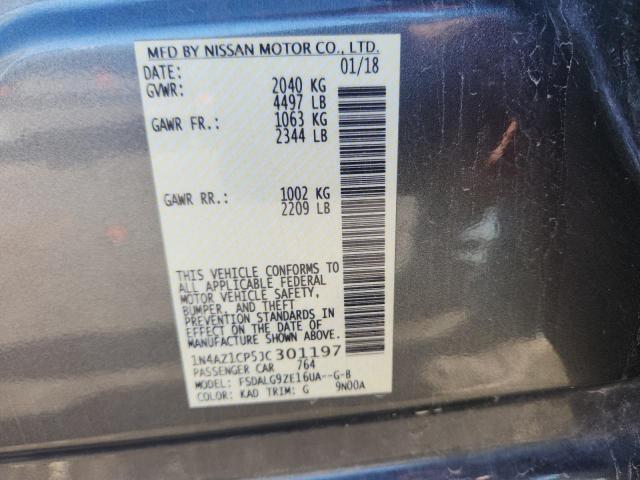 MFD BY NISSAN MOTOR CO., LTD.
DATE: 01/18
GVWR: 2040 KG
4497 LB
GAWR FR.: 1063 KG
2344 LB
GAWR RR.: 1002 KG
2209 LB
THIS VEHICLE CONFORMS TO
ALL APPLICABLE FEDERAL
MOTOR VEHICLE SAFETY,
BUMPER, AND THEFT
PREVENTION STANDARDS IN
EFFECT ON THE DATE OF
MANUFACTURE SHOWN ABOVE.
1N4AZ1CP5JC301197
PASSENGER CAR 764
MODEL: FSDALG9ZE16UA--G-B
COLOR: KAD TRIM: G 9N00A